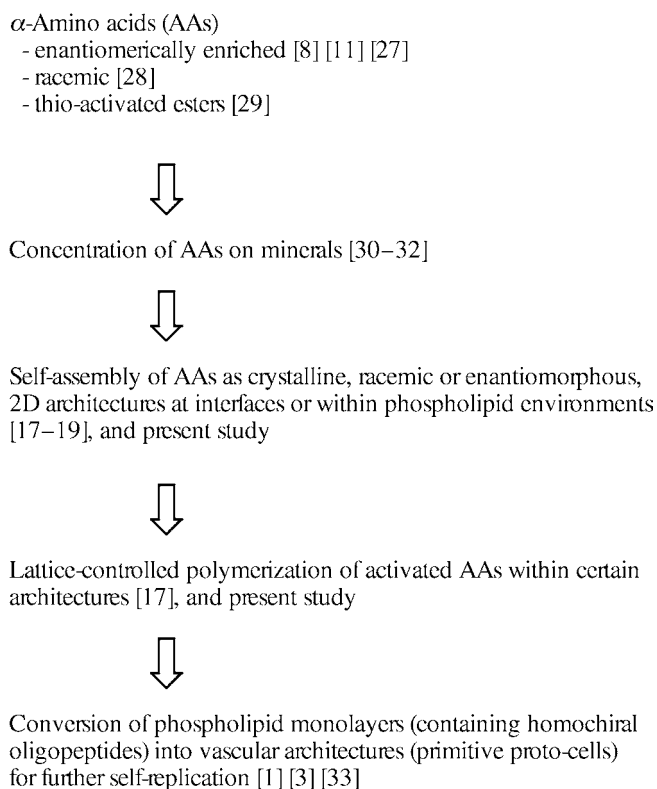 α-Amino acids (AAs)
- enantiomerically enriched [8] [11] [27]
- racemic [28]
- thio-activated esters [29]
Concentration of AAs on minerals [30–32]
Self-assembly of AAs as crystalline, racemic or enantiomorphous,
2D architectures at interfaces or within phospholipid environments
[17–19], and present study
Lattice-controlled polymerization of activated AAs within certain
architectures [17], and present study
Conversion of phospholipid monolayers (containing homochiral
oligopeptides) into vascular architectures (primitive proto-cells)
for further self-replication [1] [3] [33]